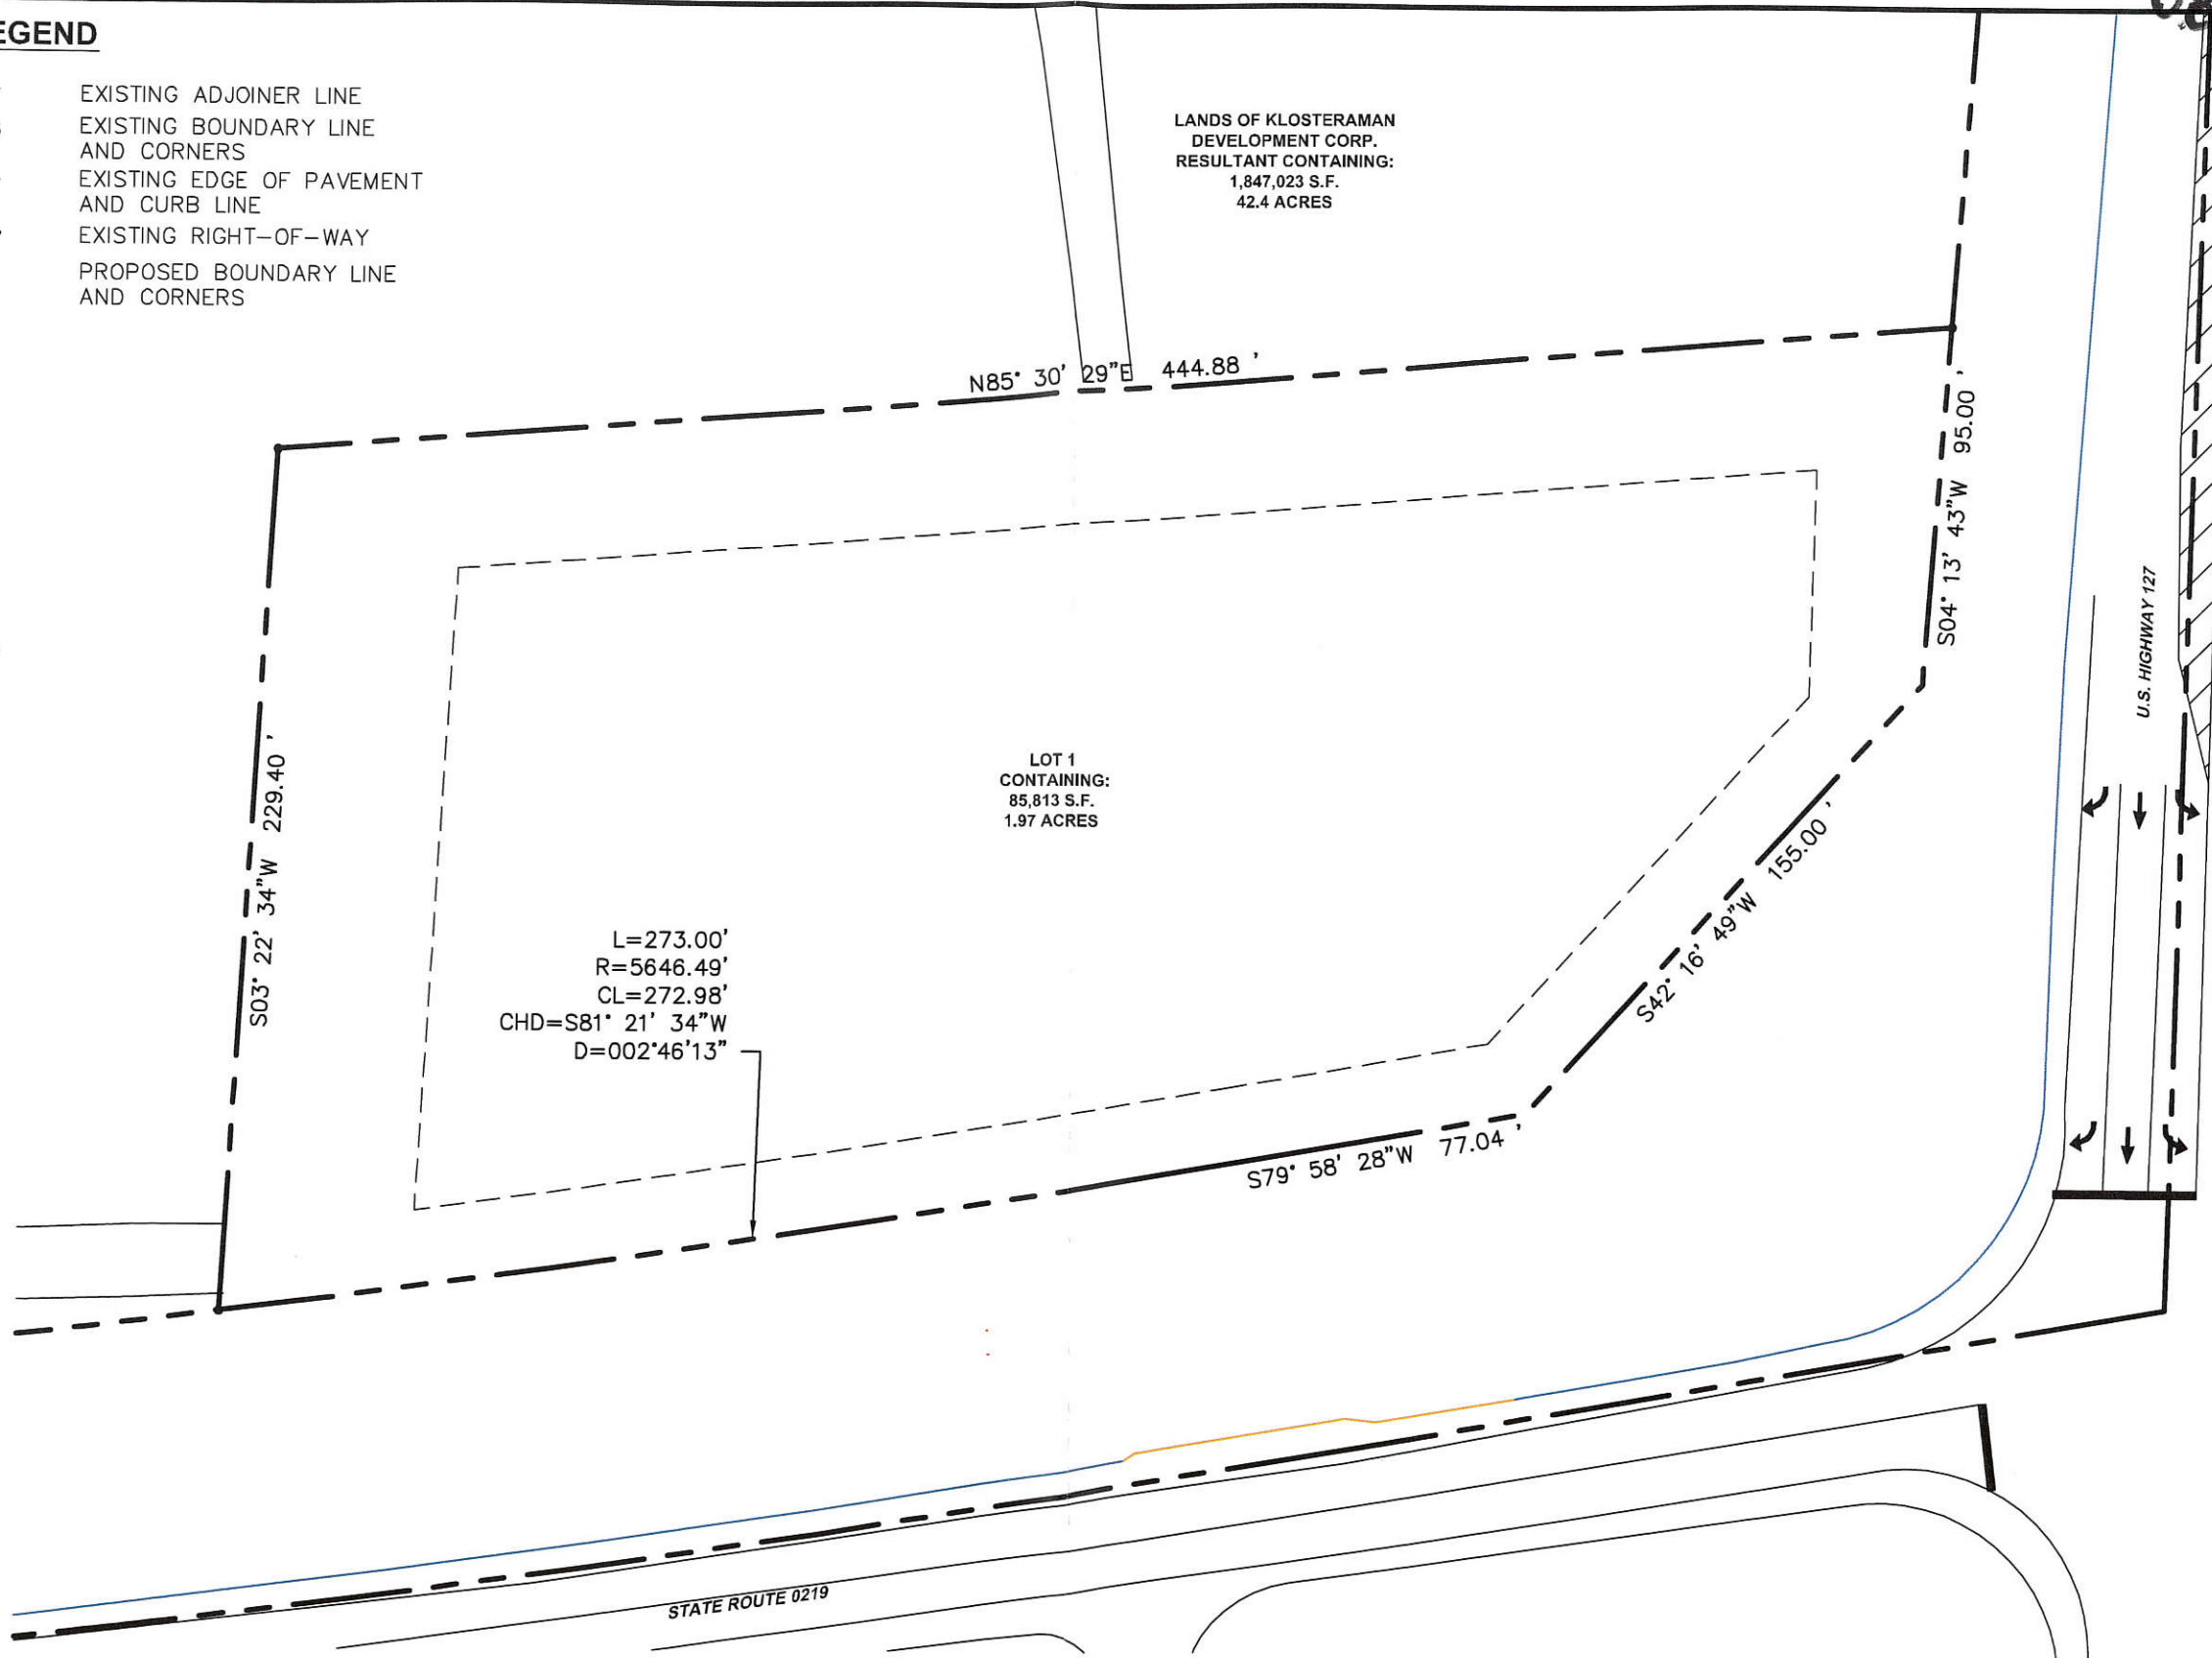 EGEND
EXISTING ADJOINER LINE
EXISTING BOUNDARY LINE
AND CORNERS
EXISTING EDGE OF PAVEMENT
AND CURB LINE
EXISTING RIGHT-OF-WAY
PROPOSED BOUNDARY LINE
AND CORNERS
LANDS OF KLOSTERAMAN
DEVELOPMENT CORP.
RESULTANT CONTAINING:
1,847,023 S.F.
42.4 ACRES
N85° 30' 29"E 444.88 '
S04° 13' 43"W 95.00 '
U.S. HIGHWAY 127
S03° 22' 34"W 229.40 '
LOT 1
CONTAINING:
85,813 S.F.
1.97 ACRES
S42° 16' 49"W 155.00 '
L=273.00'
R=5646.49'
CL=272.98'
CHD=S81° 21' 34"W
D=002°46'13"
S79° 58' 28"W 77.04 '
STATE ROUTE 0219